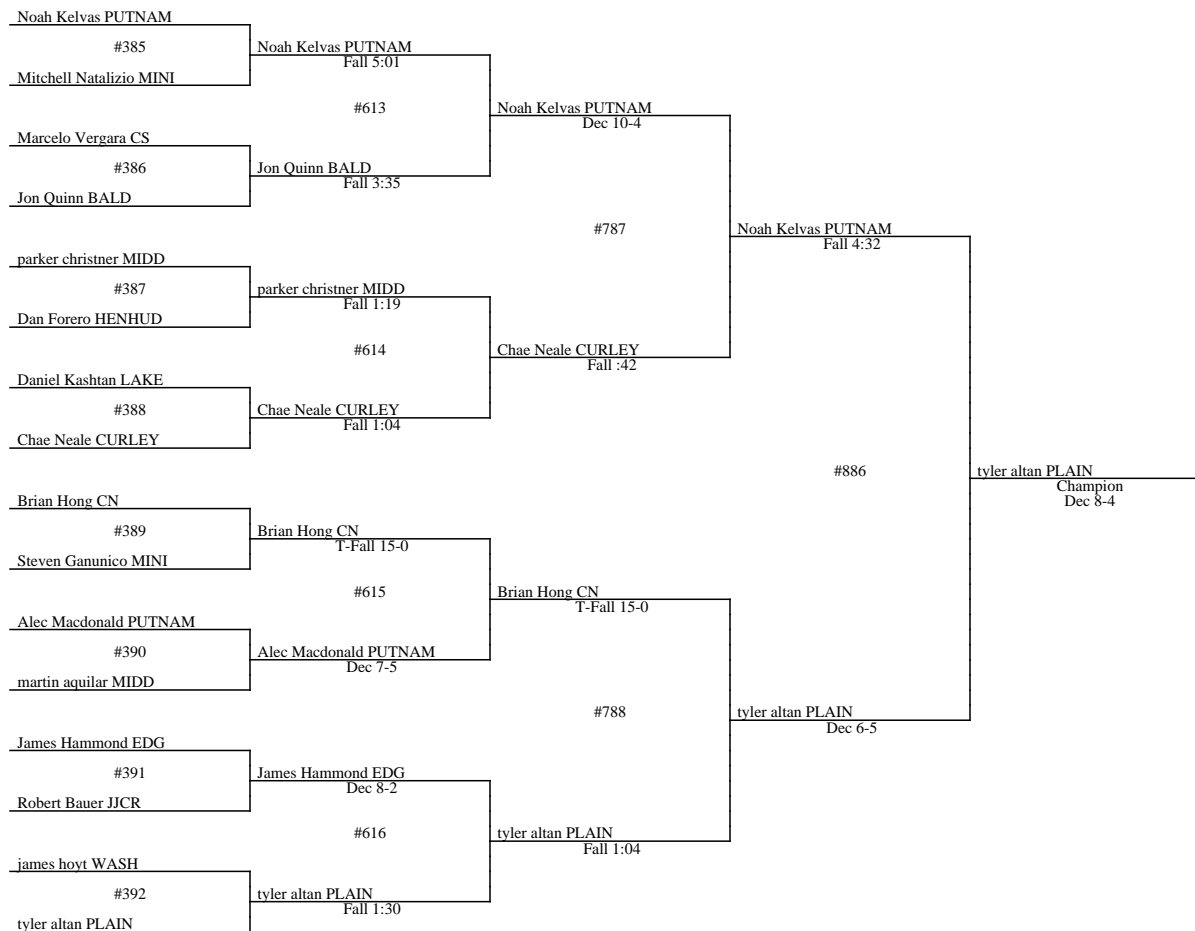 Noah Kelvas PUTNAM
#385
Mitchell Natalizio MINI
Marcelo Vergara CS
#386
Jon Quinn BALD
parker christner MIDD
#387
Dan Forero HENHUD
Daniel Kashtan LAKE
#388
Chae Neale CURLEY
Brian Hong CN
#389
Steven Ganunico MINI
Alec Macdonald PUTNAM
#390
martin aquilar MIDD
James Hammond EDG
#391
Robert Bauer JJCR
james hoyt WASH
#392
tyler altan PLAIN
Noah Kelvas PUTNAM
Fall 5:01
#613
Jon Quinn BALD
Fall 3:35
parker christner MIDD
Fall 1:19
#614
Chae Neale CURLEY
Fall 1:04
Brian Hong CN
T-Fall 15-0
#615
Alec Macdonald PUTNAM
Dec 7-5
James Hammond EDG
Dec 8-2
#616
tyler altan PLAIN
Fall 1:30
Noah Kelvas PUTNAM
Dec 10-4
#787
Chae Neale CURLEY
Fall :42
Brian Hong CN
T-Fall 15-0
#788
tyler altan PLAIN
Fall 1:04
Noah Kelvas PUTNAM
Fall 4:32
#886
tyler altan PLAIN
Dec 6-5
tyler altan PLAIN
Champion
Dec 8-4